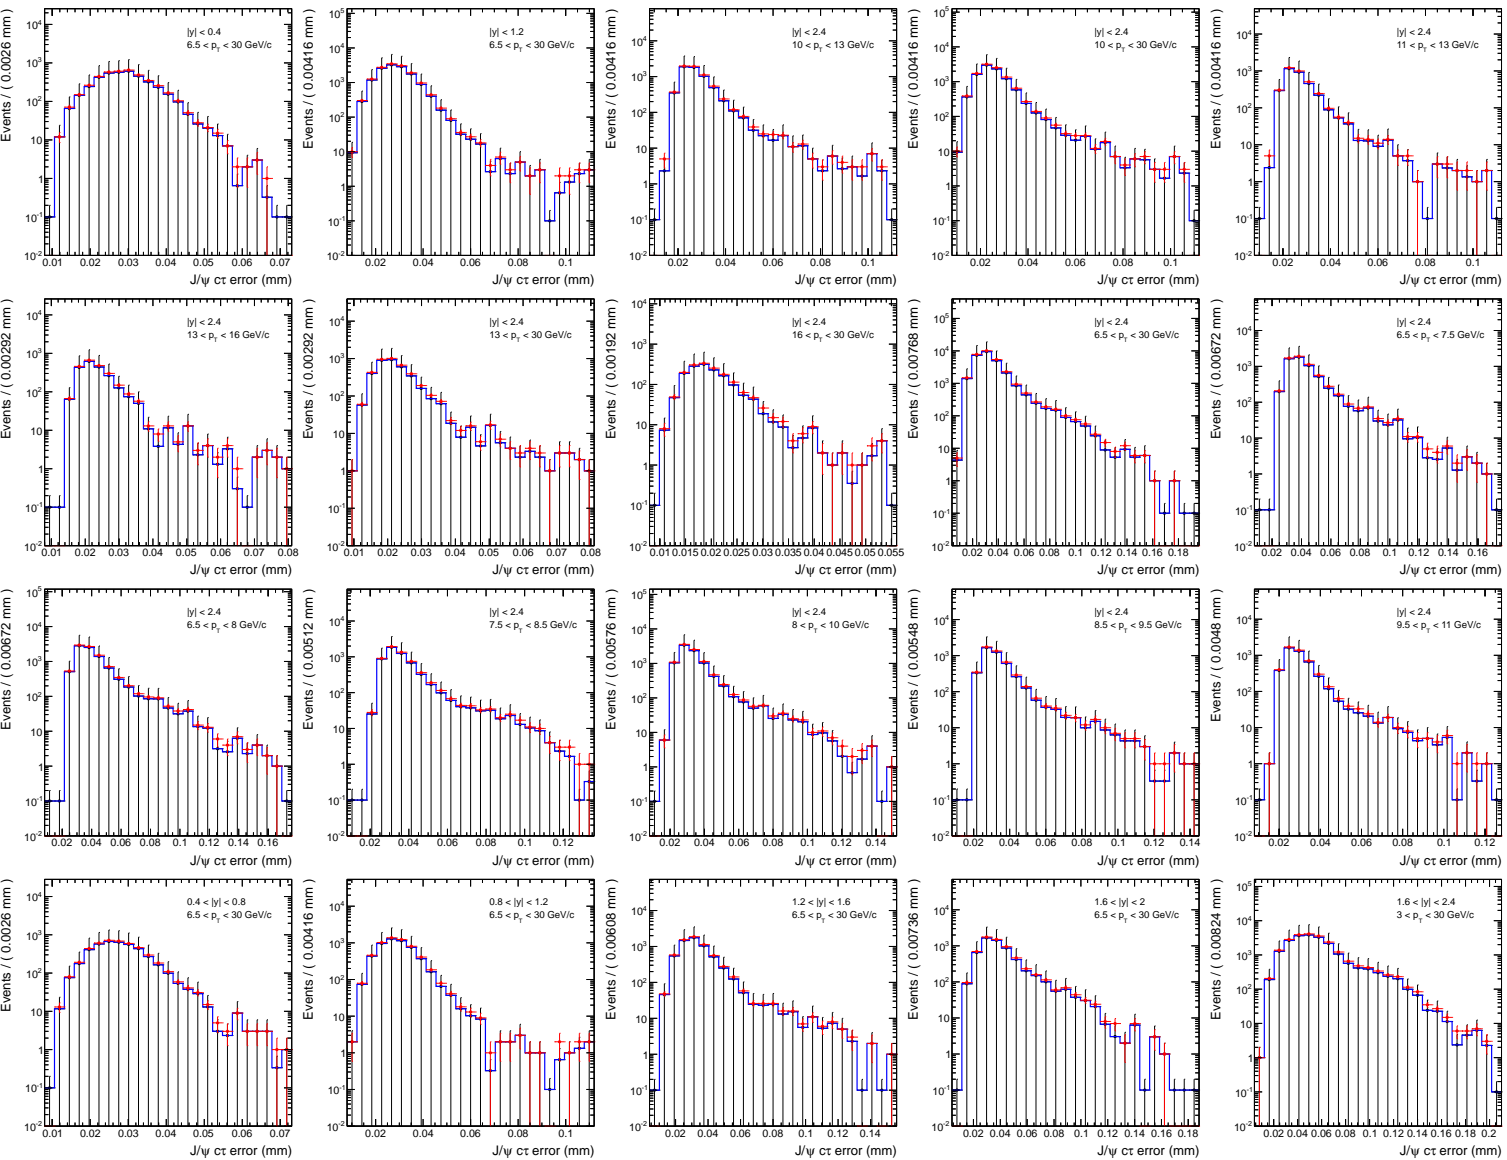 |y| < 0.4
6.5 < p_T < 30 GeV/c
Events / ( 0.0026 mm )
J/ψ cτ error (mm)
|y| < 1.2
6.5 < p_T < 30 GeV/c
Events / ( 0.00416 mm )
J/ψ cτ error (mm)
|y| < 2.4
10 < p_T < 13 GeV/c
Events / ( 0.00416 mm )
J/ψ cτ error (mm)
|y| < 2.4
10 < p_T < 30 GeV/c
Events / ( 0.00416 mm )
J/ψ cτ error (mm)
|y| < 2.4
11 < p_T < 13 GeV/c
Events / ( 0.00416 mm )
J/ψ cτ error (mm)
|y| < 2.4
13 < p_T < 16 GeV/c
Events / ( 0.00292 mm )
J/ψ cτ error (mm)
|y| < 2.4
13 < p_T < 30 GeV/c
Events / ( 0.00292 mm )
J/ψ cτ error (mm)
|y| < 2.4
16 < p_T < 30 GeV/c
Events / ( 0.00192 mm )
J/ψ cτ error (mm)
|y| < 2.4
6.5 < p_T < 30 GeV/c
Events / ( 0.00768 mm )
J/ψ cτ error (mm)
|y| < 2.4
6.5 < p_T < 7.5 GeV/c
Events / ( 0.00672 mm )
J/ψ cτ error (mm)
|y| < 2.4
6.5 < p_T < 8 GeV/c
Events / ( 0.00672 mm )
J/ψ cτ error (mm)
|y| < 2.4
7.5 < p_T < 8.5 GeV/c
Events / ( 0.00512 mm )
J/ψ cτ error (mm)
|y| < 2.4
8 < p_T < 10 GeV/c
Events / ( 0.00576 mm )
J/ψ cτ error (mm)
|y| < 2.4
8.5 < p_T < 9.5 GeV/c
Events / ( 0.00548 mm )
J/ψ cτ error (mm)
|y| < 2.4
9.5 < p_T < 11 GeV/c
Events / ( 0.0048 mm )
J/ψ cτ error (mm)
0.4 < |y| < 0.8
6.5 < p_T < 30 GeV/c
Events / ( 0.0026 mm )
J/ψ cτ error (mm)
0.8 < |y| < 1.2
6.5 < p_T < 30 GeV/c
Events / ( 0.00416 mm )
J/ψ cτ error (mm)
1.2 < |y| < 1.6
6.5 < p_T < 30 GeV/c
Events / ( 0.00608 mm )
J/ψ cτ error (mm)
1.6 < |y| < 2
6.5 < p_T < 30 GeV/c
Events / ( 0.00736 mm )
J/ψ cτ error (mm)
1.6 < |y| < 2.4
3 < p_T < 30 GeV/c
Events / ( 0.00824 mm )
J/ψ cτ error (mm)